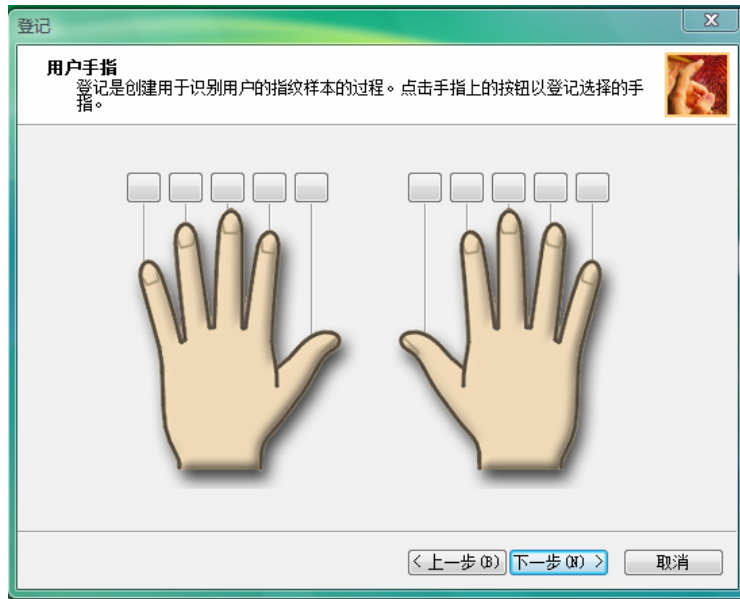 登记
用户手指
登记是创建用于识别用户的指纹样本的过程。点击手指上的按钮以登记选择的手
指。
< 上一步(B)
下一步(N) >
取消